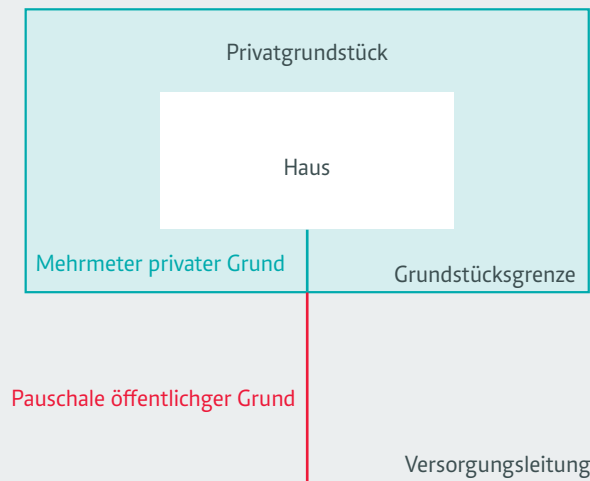 Privatgrundstück
Haus
Mehrmeter privater Grund
Grundstücksgrenze
Pauschale öffentlichger Grund
Versorgungsleitung